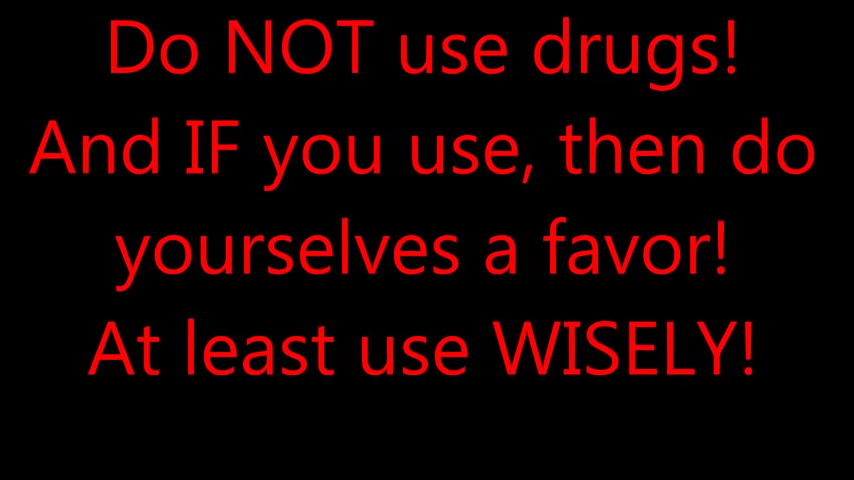 Do NOT use drugs!
And IF you use, then do
yourselves a favor!
At least use WISELY!